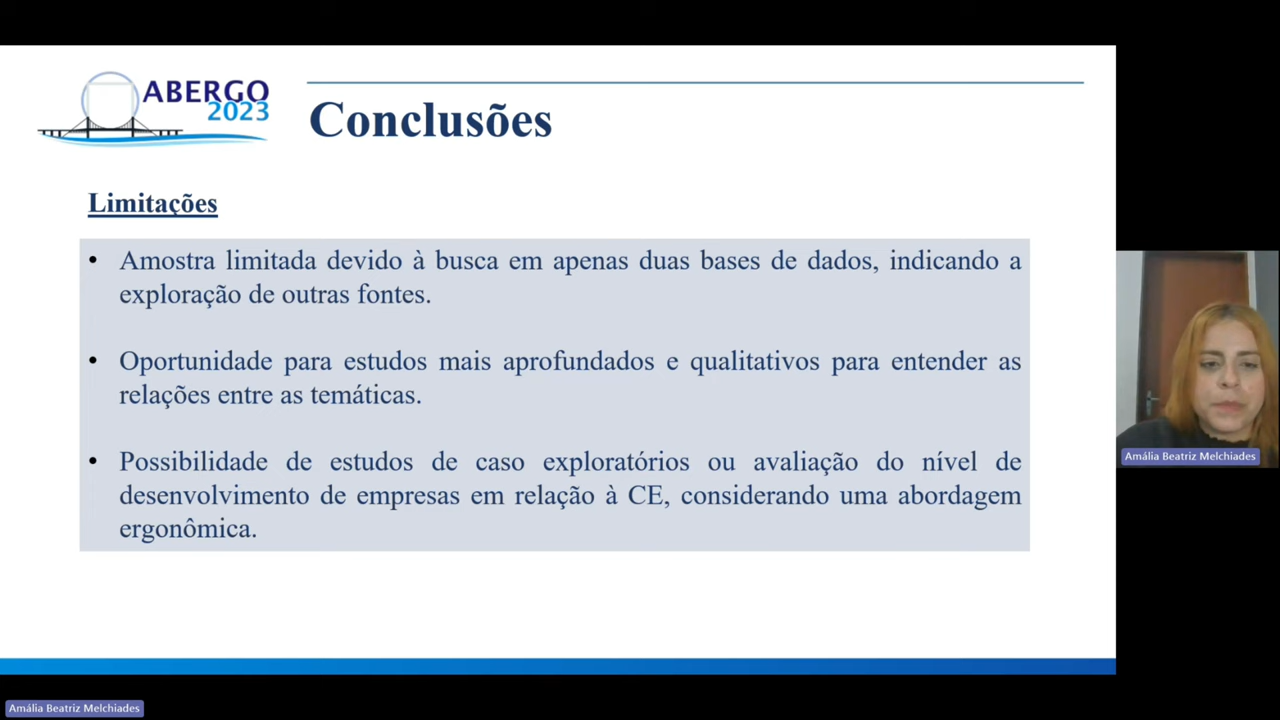 ABERGO
2023
Conclusões
Limitações
• Amostra limitada devido à busca em apenas duas bases de dados, indicando a
exploração de outras fontes.
• Oportunidade para estudos mais aprofundados e qualitativos para entender as
relações entre as temáticas.
• Possibilidade de estudos de caso exploratórios ou avaliação do nível de
desenvolvimento de empresas em relação à CE, considerando uma abordagem
ergonômica.
Amália Beatriz Melchiades
Amália Beatriz Melchiades